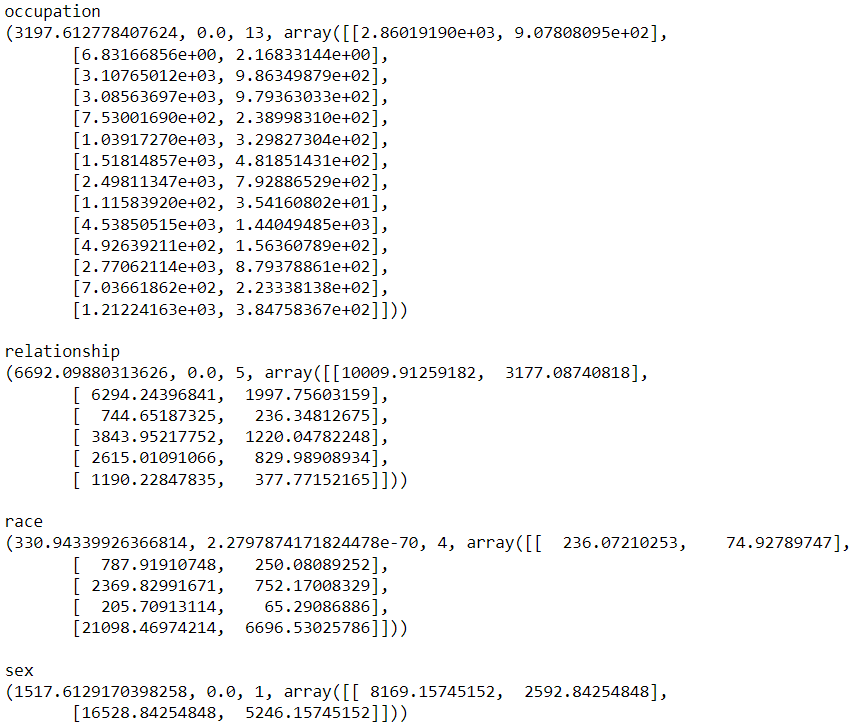 occupation
(3197.612778407624, 0.0, 13, array([[2.86019190e+03, 9.07808095e+02],
[6.83166856e+00, 2.16833144e+00],
[3.10765012e+03, 9.86349879e+02],
[3.08563697e+03, 9.79363033e+02],
[7.53001690e+02, 2.38998310e+02],
[1.03917270e+03, 3.29827304e+02],
[1.51814857e+03, 4.81851431e+02],
[2.49811347e+03, 7.92886529e+02],
[1.11583920e+02, 3.54160802e+01],
[4.53850515e+03, 1.44049485e+03],
[4.92639211e+02, 1.56360789e+02],
[2.77062114e+03, 8.79378861e+02],
[7.03661862e+02, 2.23338138e+02],
[1.21224163e+03, 3.84758367e+02]]))
relationship
(6692.09880313626, 0.0, 5, array([[10009.91259182, 3177.08740818],
[ 6294.24396841, 1997.75603159],
[ 744.65187325, 236.34812675],
[ 3843.95217752, 1220.04782248],
[ 2615.01091066, 829.98908934],
[ 1190.22847835, 377.77152165]]))
race
(330.94339926366814, 2.2797874171824478e-70, 4, array([[ 236.07210253, 74.92789747],
[ 787.91910748, 250.08089252],
[ 2369.82991671, 752.17008329],
[ 205.70913114, 65.29086886],
[21098.46974214, 6696.53025786]]))
sex
(1517.6129170398258, 0.0, 1, array([[ 8169.15745152, 2592.84254848],
[16528.84254848, 5246.15745152]]))